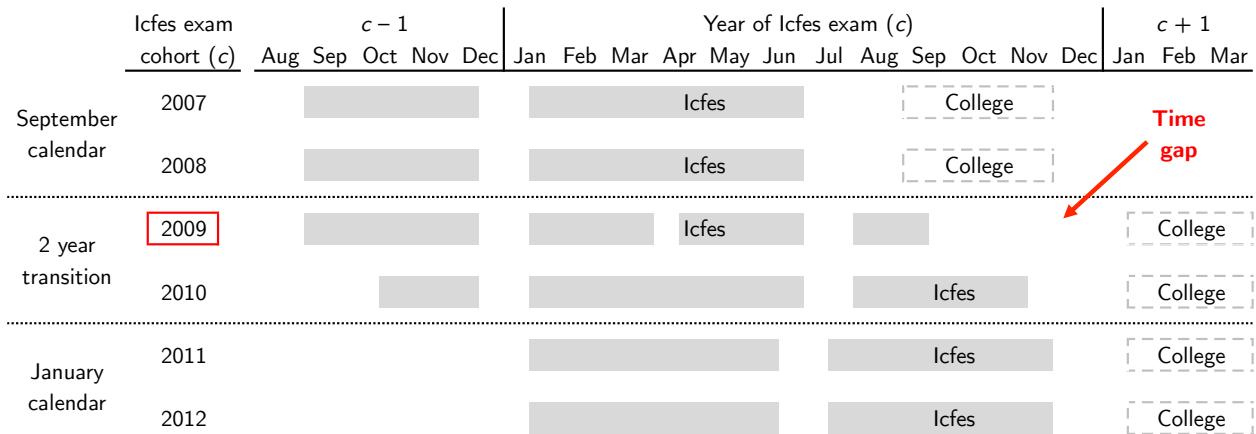 Icfes exam c – 1 Year of Icfes exam (c) c + 1
cohort (c) Aug Sep Oct Nov Dec Jan Feb Mar Apr May Jun Jul Aug Sep Oct Nov Dec Jan Feb Mar
2007 Icfes College
September
calendar
Time
gap
2008 Icfes College
2009 Icfes College
2 year
transition
2010 Icfes College
2011 Icfes College
January
calendar
2012 Icfes College